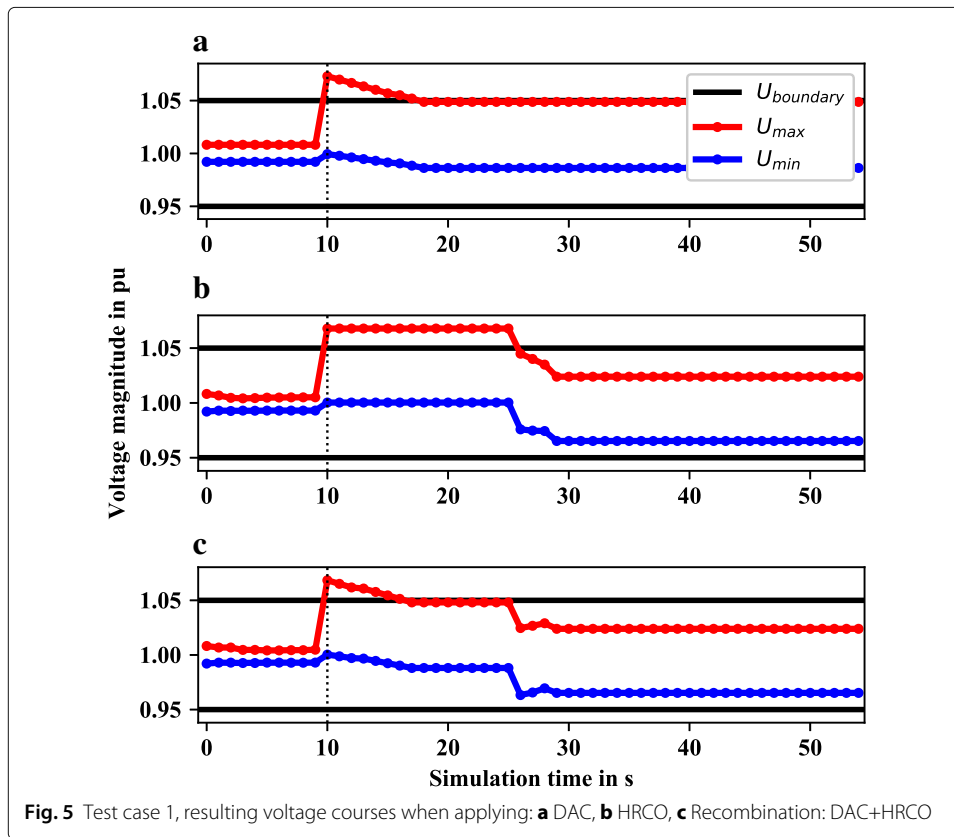 a
1.05
1.00
0.95
U_boundary
U_max
U_min
0 10 20 30 40 50
Voltage magnitude in pu
b
1.05
1.00
0.95
0 10 20 30 40 50
c
1.05
1.00
0.95
0 10 20 30 40 50
Simulation time in s
Fig. 5 Test case 1, resulting voltage courses when applying: a DAC, b HRCO, c Recombination: DAC+HRCO